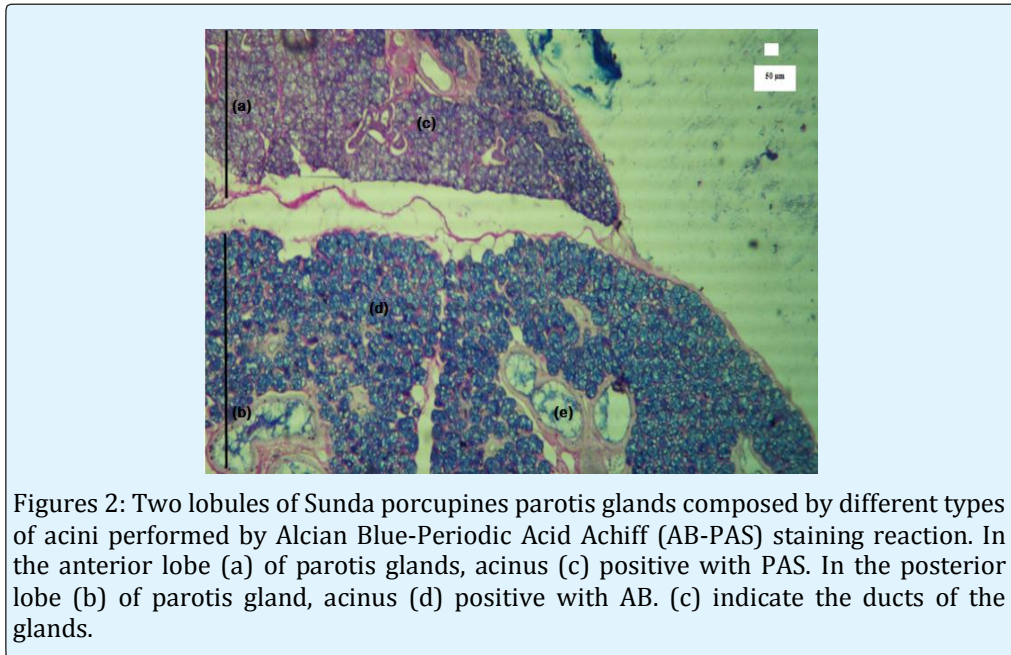 50 µm
(a)
(c)
(d)
(b)
(e)
Figures 2: Two lobules of Sunda porcupines parotis glands composed by different types
of acini performed by Alcian Blue-Periodic Acid Achiff (AB-PAS) staining reaction. In
the anterior lobe (a) of parotis glands, acinus (c) positive with PAS. In the posterior
lobe (b) of parotis gland, acinus (d) positive with AB. (c) indicate the ducts of the
glands.